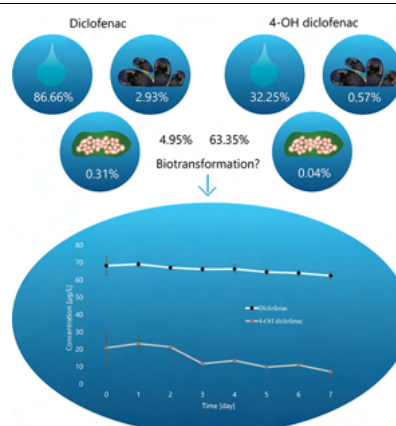 Diclofenac 4-OH diclofenac
86.66% 2.93% 32.25% 0.57%
4.95% 63.35%
0.31% Biotransformation? 0.04%
80
70
60
50
40
30
20
10
0
Concentration [µg/L]
Diclofenac
4-OH diclofenac
0 1 2 3 4 5 6 7
Time [day]